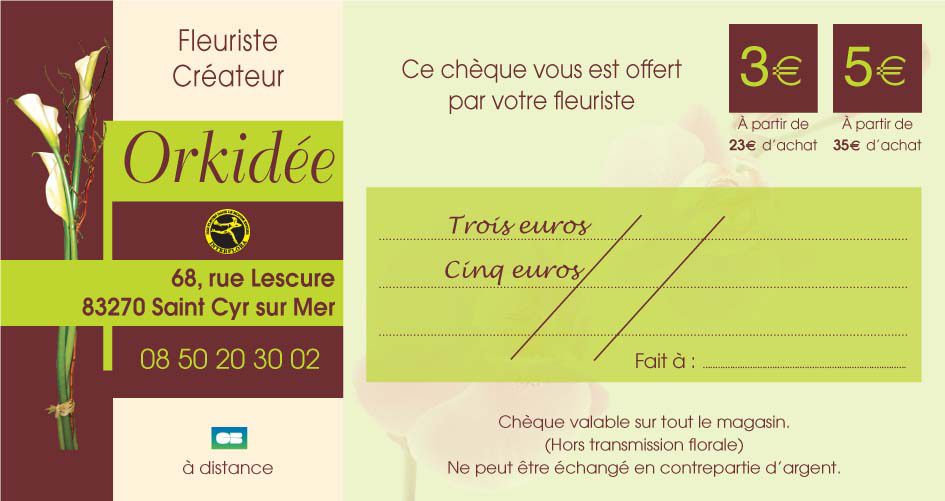 Fleuriste
Créateur
Orkidée
INTERFLORA
68, rue Lescure
83270 Saint Cyr sur Mer
08 50 20 30 02
CB
à distance
Ce chèque vous est offert
par votre fleuriste
3€
À partir de
23€ d'achat
5€
À partir de
35€ d'achat
Trois euros
Cinq euros
Fait à :
Chèque valable sur tout le magasin.
(Hors transmission florale)
Ne peut être échangé en contrepartie d'argent.